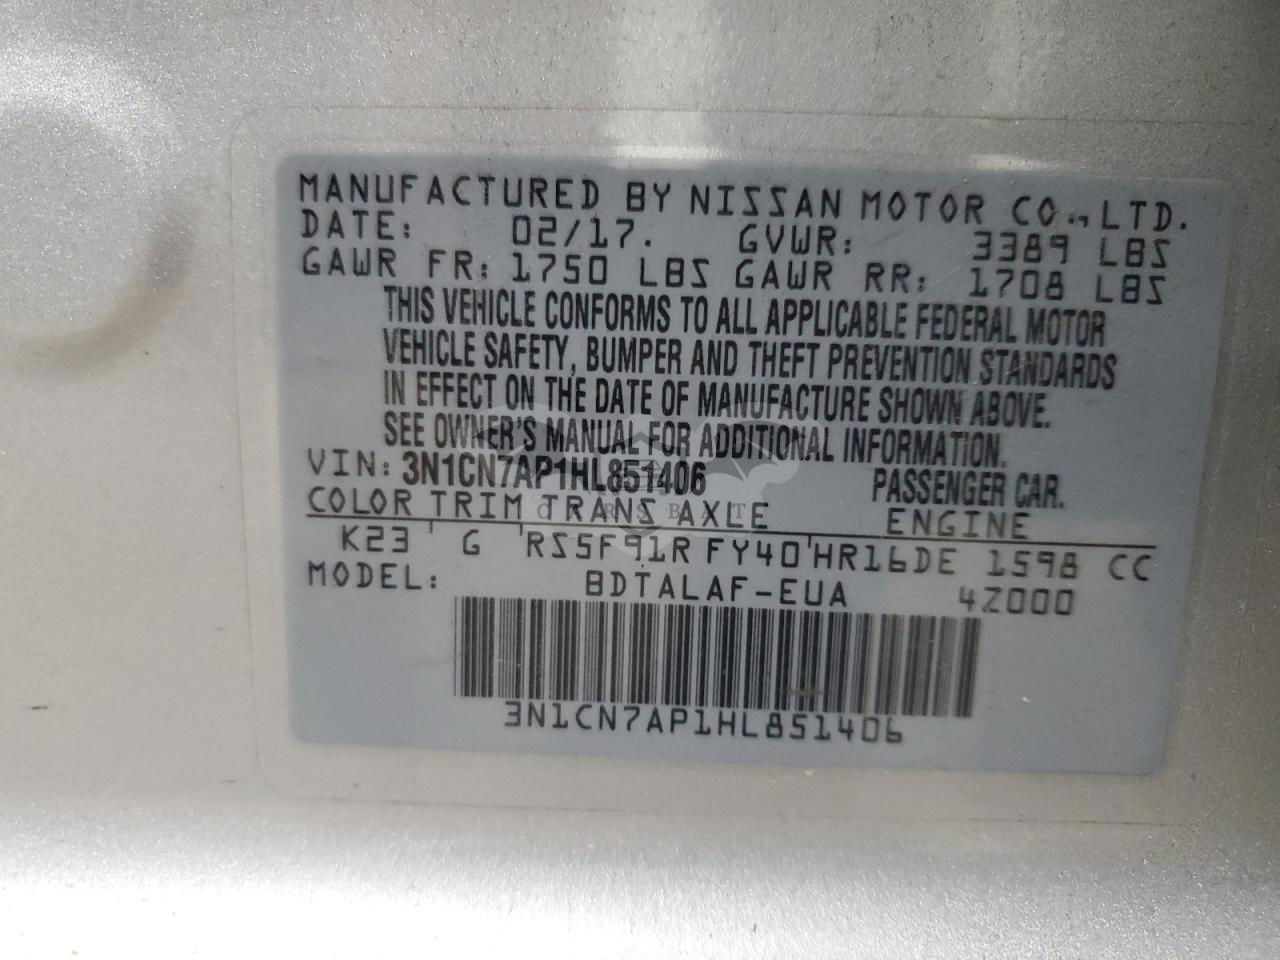 MANUFACTURED BY NISSAN MOTOR CO., LTD.
DATE: 02/17. GVWR: 3389 LBS
GAWR FR: 1750 LBS GAWR RR: 1708 LBS
THIS VEHICLE CONFORMS TO ALL APPLICABLE FEDERAL MOTOR
VEHICLE SAFETY, BUMPER AND THEFT PREVENTION STANDARDS
IN EFFECT ON THE DATE OF MANUFACTURE SHOWN ABOVE.
SEE OWNER'S MANUAL FOR ADDITIONAL INFORMATION.
VIN: 3N1CN7AP1HL851406 PASSENGER CAR.
CARSBAT
COLOR TRIM TRANS AXLE ENGINE
K23 G RS5F91R FY40 HR16DE 1598 CC
MODEL: BDTALAF-EUA 4Z000
3N1CN7AP1HL851406